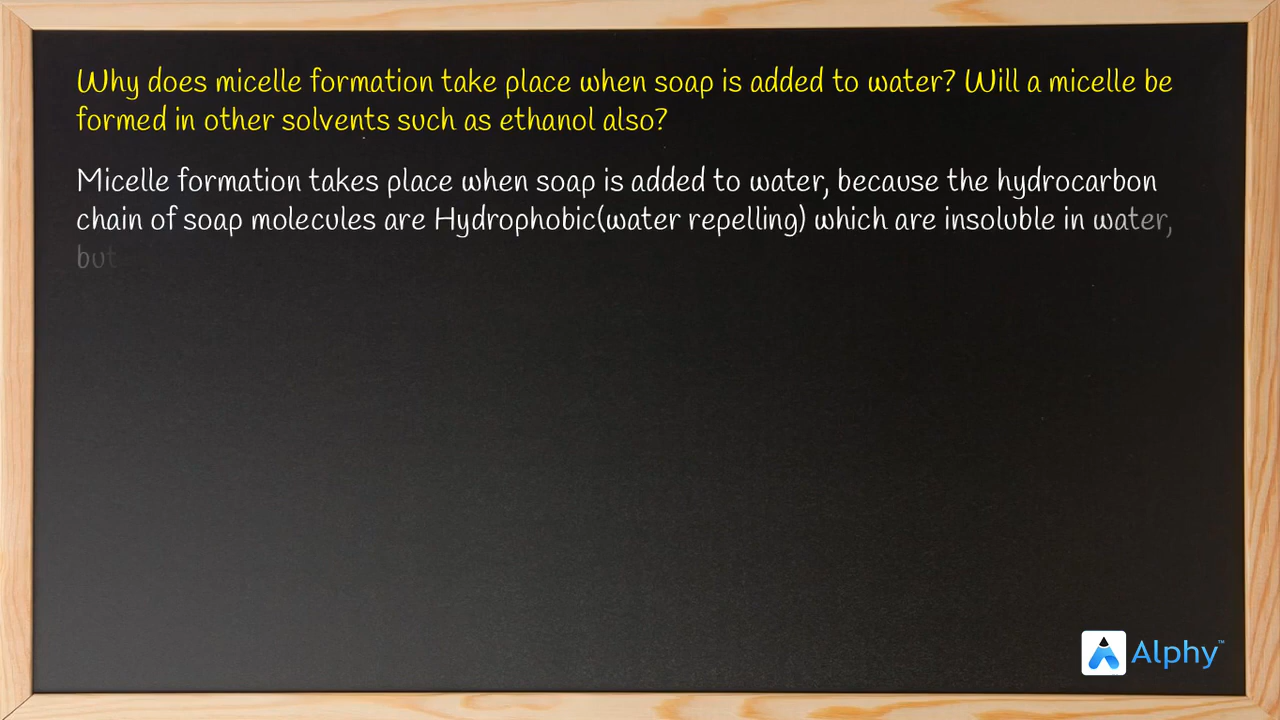 Why does micelle formation take place when soap is added to water? Will a micelle be
formed in other solvents such as ethanol also?
Micelle formation takes place when soap is added to water, because the hydrocarbon
chain of soap molecules are Hydrophobic(water repelling) which are insoluble in water,
but
Alphy™